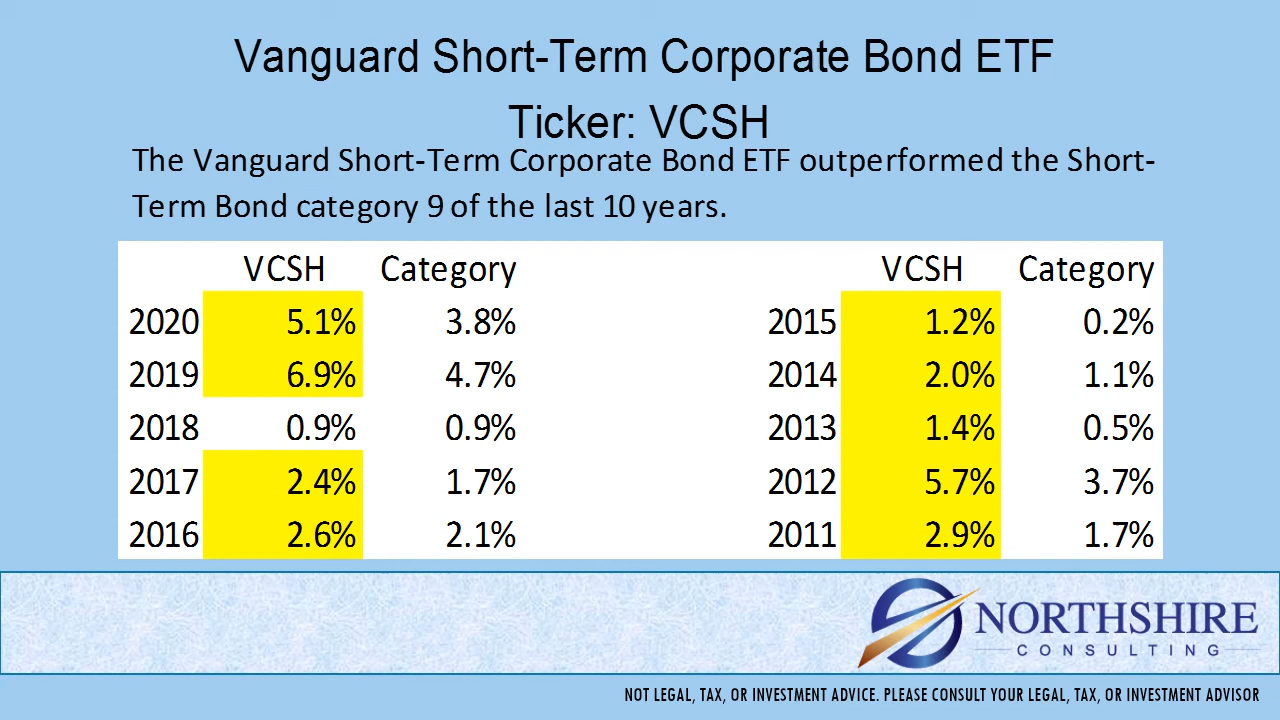 Vanguard Short-Term Corporate Bond ETF
Ticker: VCSH
The Vanguard Short-Term Corporate Bond ETF outperformed the Short-
Term Bond category 9 of the last 10 years.
VCSH Category VCSH Category
2020 5.1% 3.8% 2015 1.2% 0.2%
2019 6.9% 4.7% 2014 2.0% 1.1%
2018 0.9% 0.9% 2013 1.4% 0.5%
2017 2.4% 1.7% 2012 5.7% 3.7%
2016 2.6% 2.1% 2011 2.9% 1.7%
NORTHSHIRE
CONSULTING
NOT LEGAL, TAX, OR INVESTMENT ADVICE. PLEASE CONSULT YOUR LEGAL, TAX, OR INVESTMENT ADVISOR